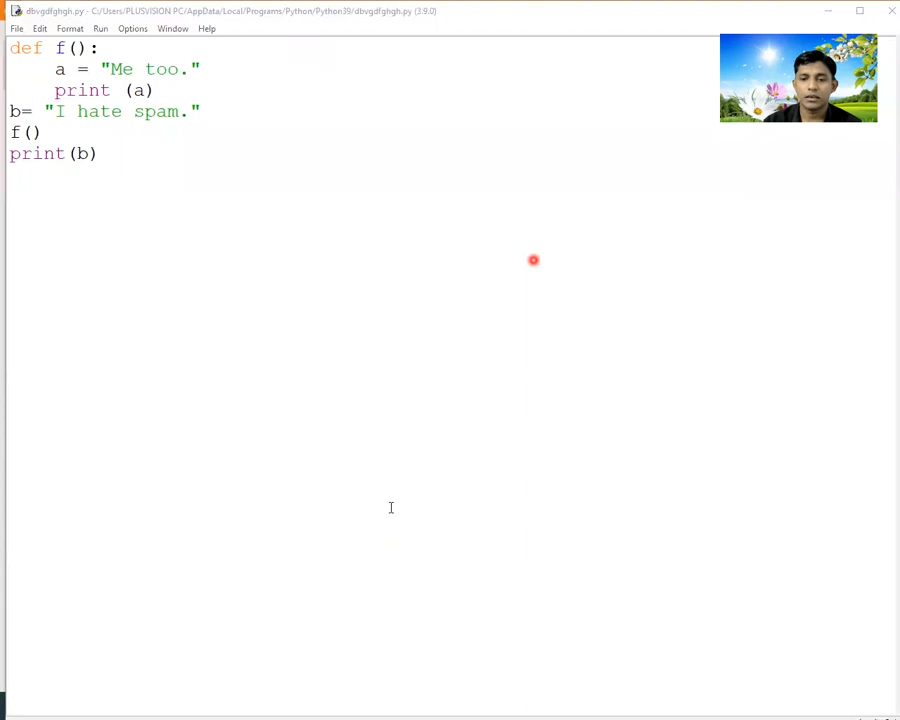 dbvgdfghgh.py - C:/Users/PLUSVISION PC/AppData/Local/Programs/Python/Python39/dbvgdfghgh.py (3.9.0)
File Edit Format Run Options Window Help
def f():
    a = "Me too."
    print (a)
b= "I hate spam."
f()
print(b)